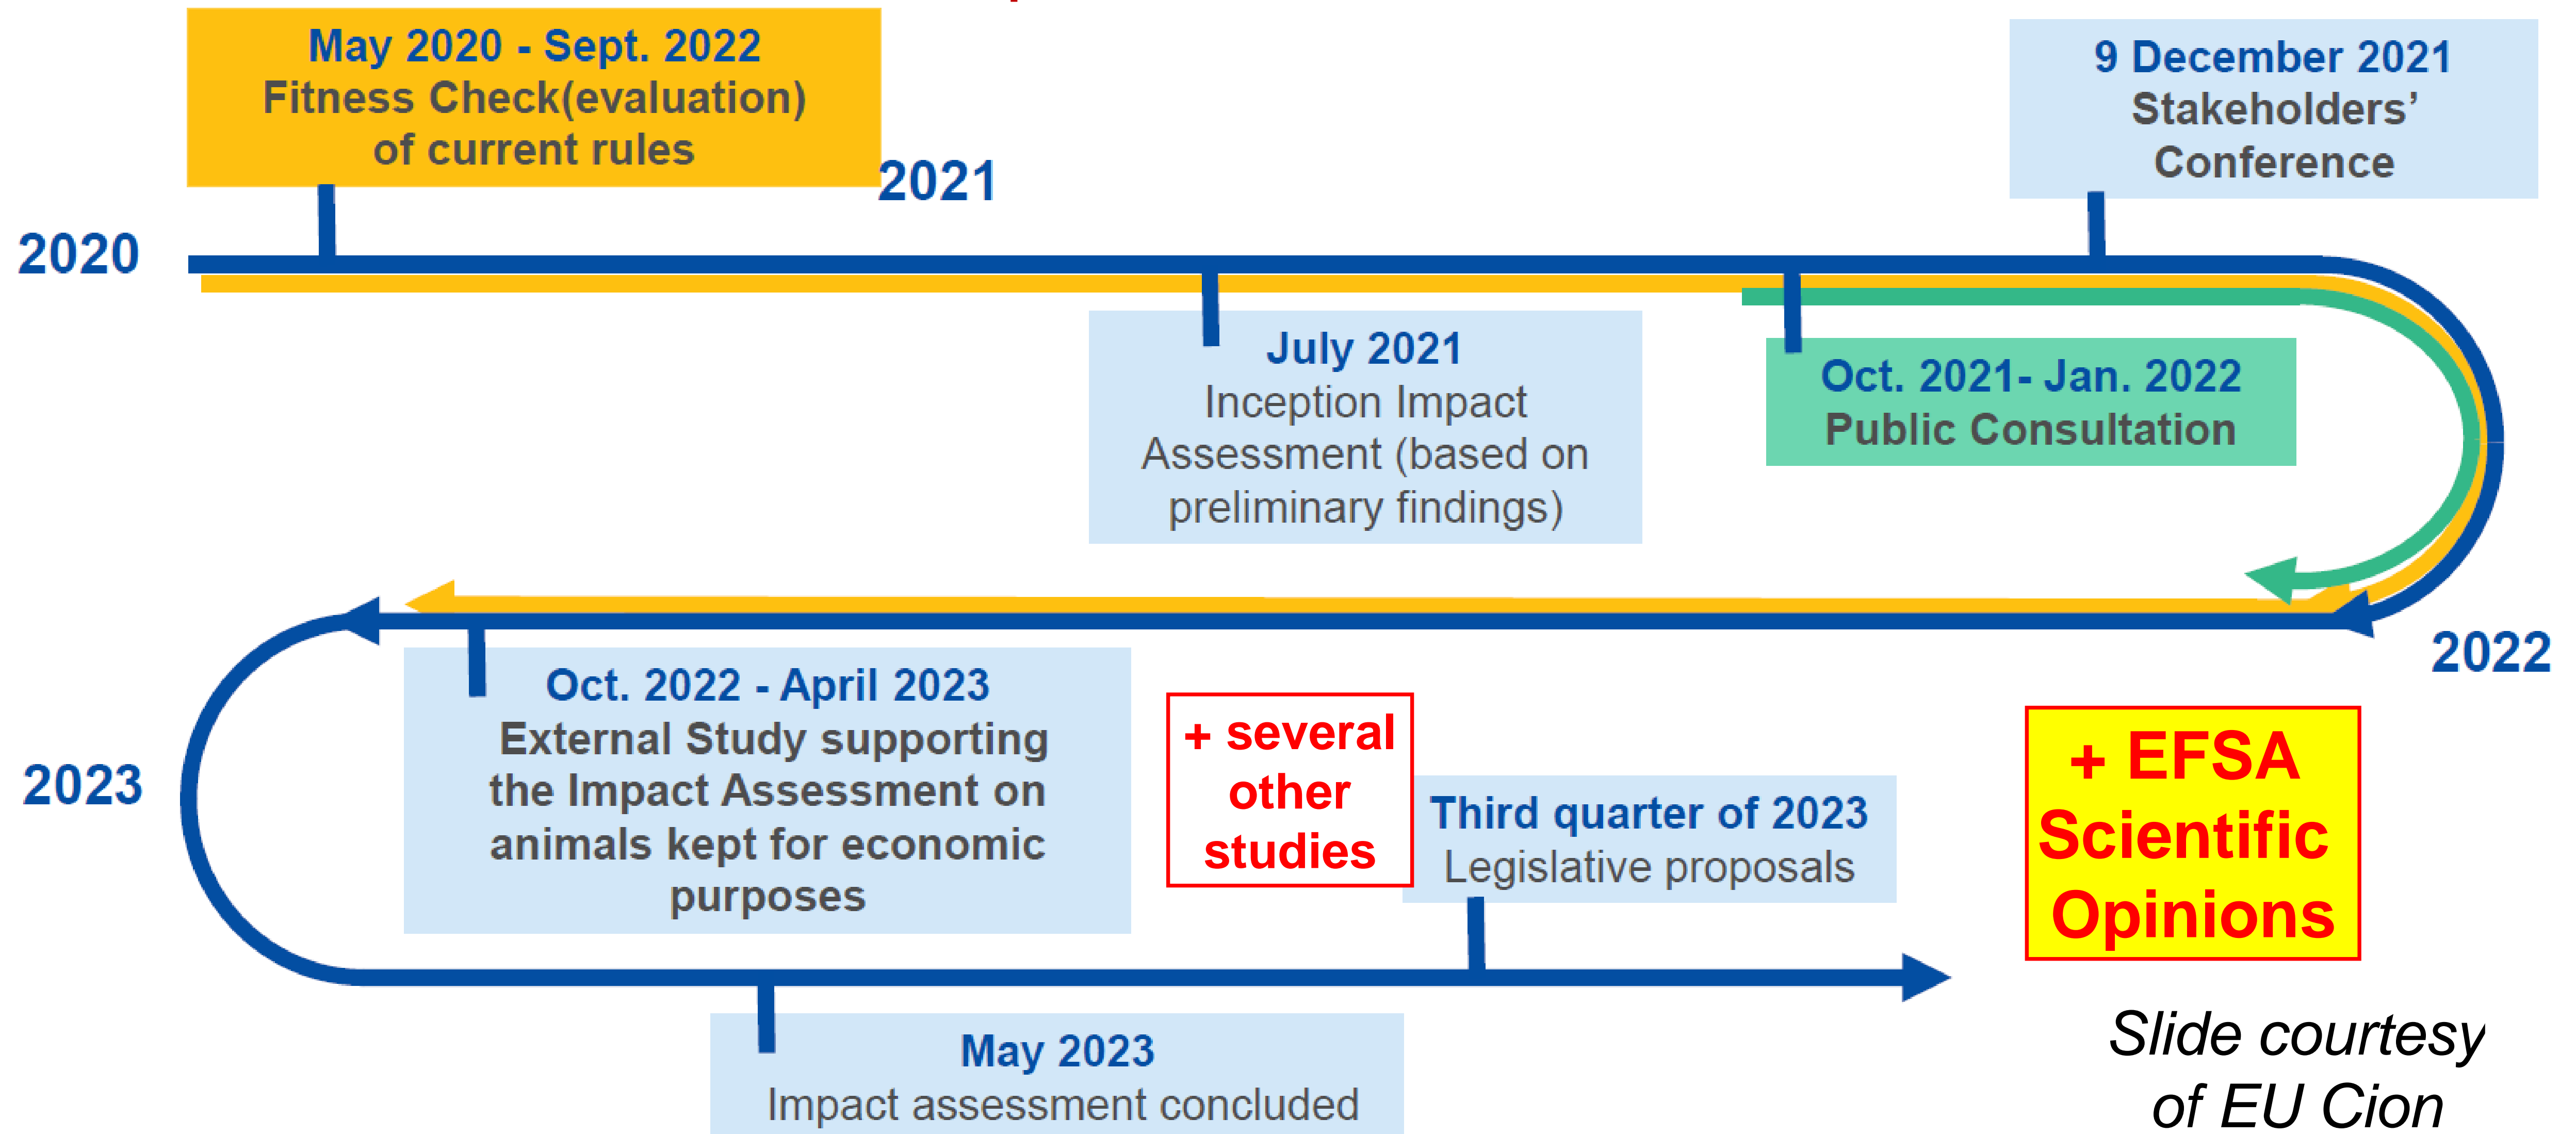 May 2020 - Sept. 2022
Fitness Check(evaluation)
of current rules
2021
9 December 2021
Stakeholders’
Conference
2020
July 2021
Inception Impact
Assessment (based on
preliminary findings)
Oct. 2021- Jan. 2022
Public Consultation
2022
Oct. 2022 - April 2023
External Study supporting
the Impact Assessment on
animals kept for economic
purposes
+ several
other
studies
2023
Third quarter of 2023
Legislative proposals
+ EFSA
Scientific
Opinions
May 2023
Impact assessment concluded
Slide courtesy
of EU Cion